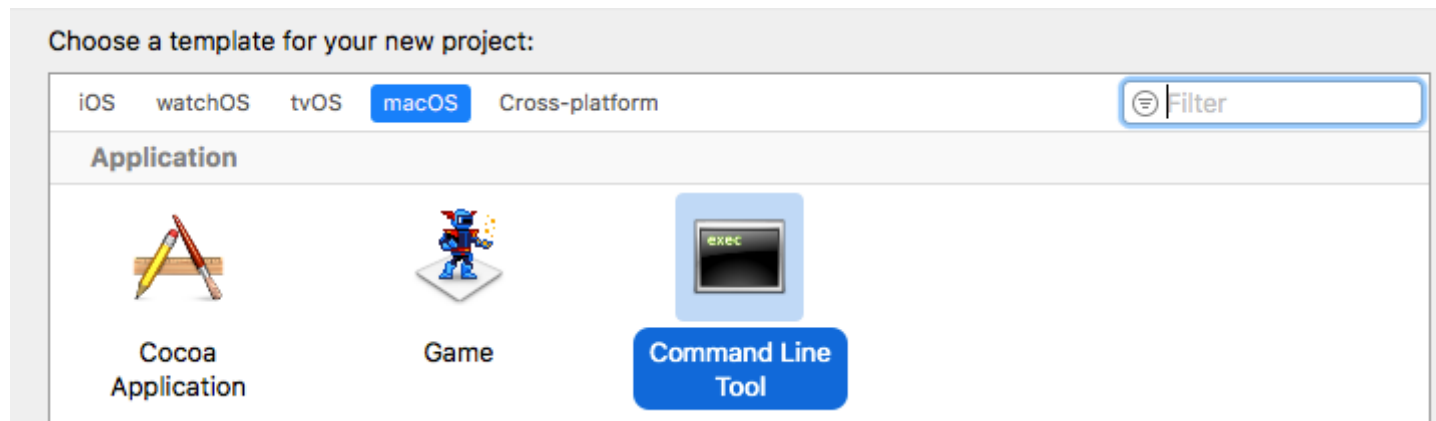 Choose a template for your new project:
iOS watchOS tvOS macOS Cross-platform Filter
Application
exec
Cocoa Application
Game
Command Line Tool